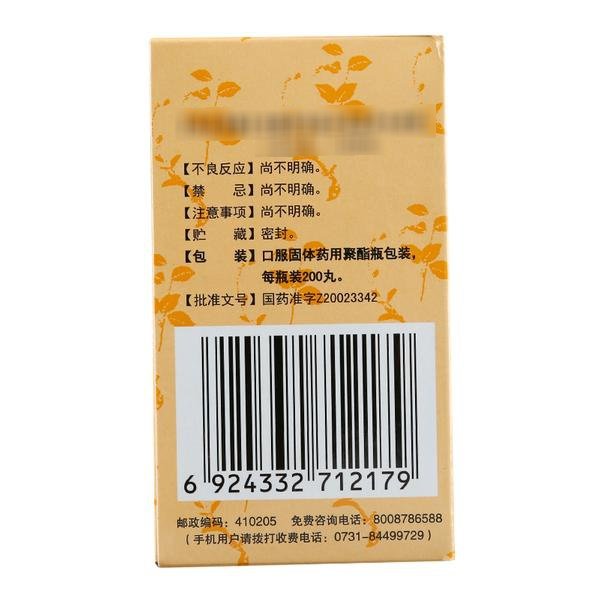 【不良反应】尚不明确。
【禁 忌】尚不明确。
【注意事项】尚不明确。
【贮 藏】密封。
【包 装】口服固体药用聚酯瓶包装,
每瓶装200丸。
【批准文号】国药准字Z20023342
6 924332 712179
邮政编码：410205 免费咨询电话：8008786588
（手机用户请拨打收费电话：0731-84499729）